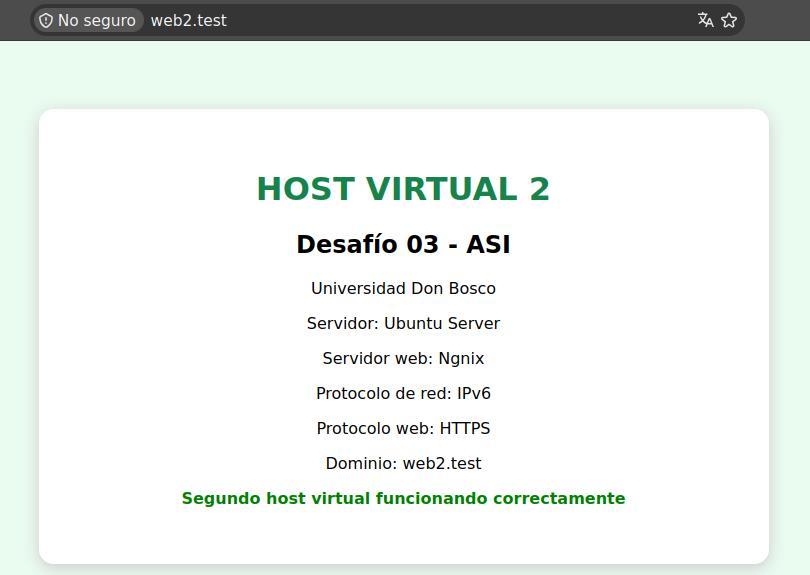 No seguro web2.test
HOST VIRTUAL 2
Desafío 03 - ASI
Universidad Don Bosco
Servidor: Ubuntu Server
Servidor web: Ngnix
Protocolo de red: IPv6
Protocolo web: HTTPS
Dominio: web2.test
Segundo host virtual funcionando correctamente